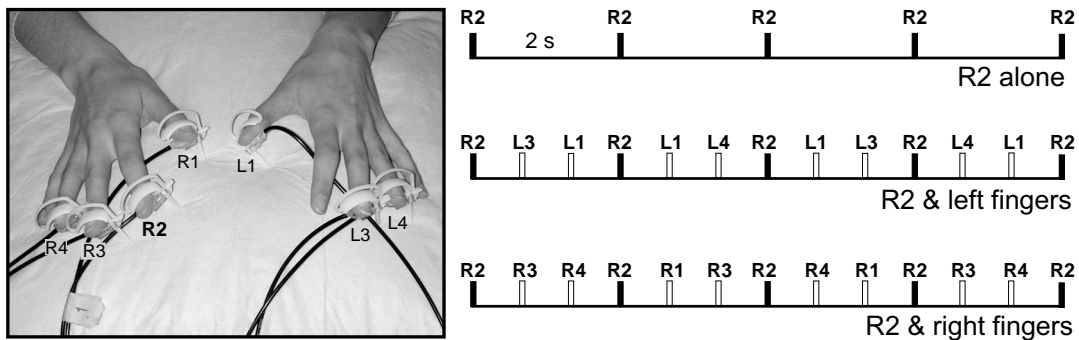 R2 R2 R2 R2 R2
2 s
R2 alone
R1
L1
R4
R3
R2
L3
L4
R2 L3 L1 R2 L1 L4 R2 L1 L3 R2 L4 L1 R2
R2 & left fingers
R2 R3 R4 R2 R1 R3 R2 R4 R1 R2 R3 R4 R2
R2 & right fingers